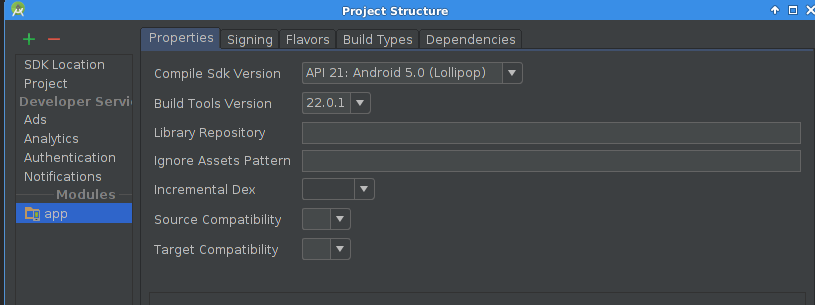 Project Structure
SDK Location
Project
Developer Servi
Ads
Analytics
Authentication
Notifications
Modules
app
Properties Signing Flavors Build Types Dependencies
Compile Sdk Version API 21: Android 5.0 (Lollipop)
Build Tools Version 22.0.1
Library Repository
Ignore Assets Pattern
Incremental Dex
Source Compatibility
Target Compatibility